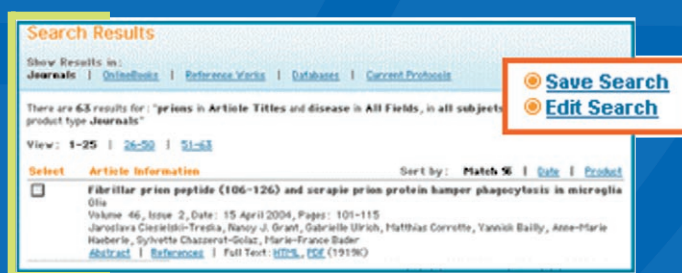 Search Results
Show Results in:
Journals | OnlineBooks | Reference Works | Databases | Current Protocols
Save Search
Edit Search
There are 63 results for: "prions in Article Titles and disease in All Fields, in all subjects
product type Journals"
View: 1-25 | 26-50 | 51-63
Select Article Information Sort by: Match % | Date | Product
Fibrillar prion peptide (106-126) and scrapie prion protein hamper phagocytosis in microglia
Glia
Volume 46, Issue 2, Date: 15 April 2004, Pages: 101-115
Jaroslava Ciesielski-Treska, Nancy J. Grant, Gabrielle Ulrich, Matthias Corrotte, Yannick Bailly, Anne-Marie
Haeberle, Sylvette Chasserot-Golaz, Marie-France Bader
Abstract | References | Full Text: HTML, PDF (1919K)